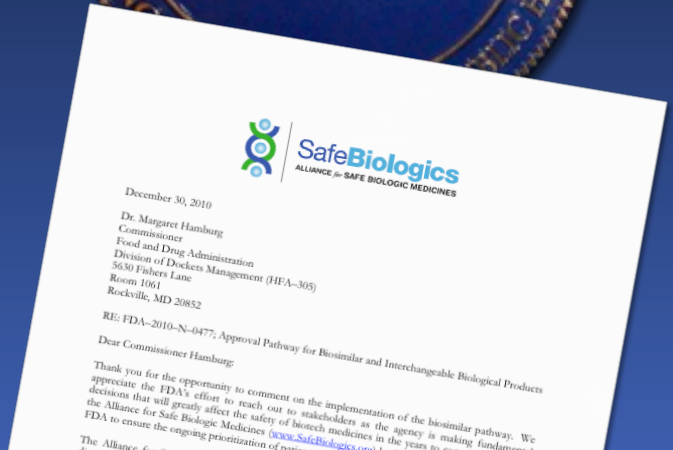 PUBLIC
SafeBiologics
ALLIANCE for SAFE BIOLOGIC MEDICINES
December 30, 2010
Dr. Margaret Hamburg
Commissioner
Food and Drug Administration
Division of Dockets Management (HFA–305)
5630 Fishers Lane
Room 1061
Rockville, MD 20852
RE: FDA–2010–N–0477; Approval Pathway for Biosimilar and Interchangeable Biological Products
Dear Commissioner Hamburg:
Thank you for the opportunity to comment on the implementation of the biosimilar pathway. We
appreciate the FDA's effort to reach out to stakeholders as the agency is making
decisions that will greatly affect the safety of biotech medicines in the years to
the Alliance for Safe Biologic Medicines (www.SafeBiologics.org)
FDA to ensure the ongoing prioritization of
The Alliance for